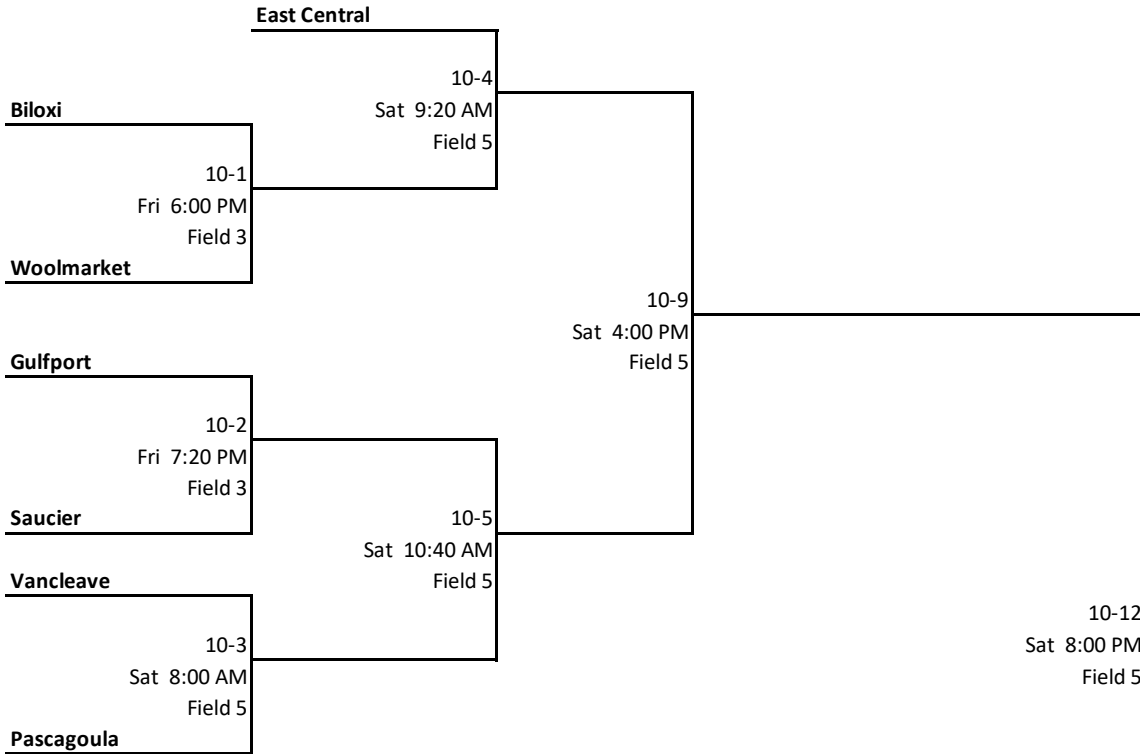 East Central
10-4
Sat 9:20 AM
Field 5
Biloxi
10-1
Fri 6:00 PM
Field 3
Woolmarket
10-9
Sat 4:00 PM
Field 5
Gulfport
10-2
Fri 7:20 PM
Field 3
Saucier
10-5
Sat 10:40 AM
Field 5
Vancleave
10-3
Sat 8:00 AM
Field 5
Pascagoula
10-12
Sat 8:00 PM
Field 5